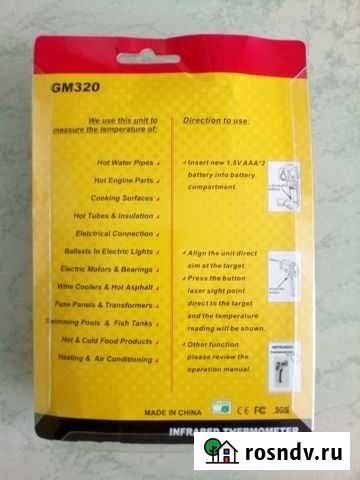 GM320
We use this unit to
measure the temperature of:
Hot Water Pipes
Hot Engine Parts
Cooking Surfaces
Hot Tubes & Insulation
Eletctrical Connection
Ballasts In Electric Lights
Electric Motors & Bearings
Wine Coolers & Hot Asphalt
Fuse Panels & Transformers
Swimming Pools & Fish Tanks
Hot & Cold Food Products
Heating & Air Conditioning
Direction to use:
Insert new 1.5V AAA*2
battery into battery
compartment.
Align the unit direct
aim at the target.
Press the button
laser sight point
direct to the target
and the temperature
reading will be shown.
Other function
please review the
operation manual.
MADE IN CHINA
CE FC SGS
INFRARED THERMOMETER
rosndv.ru